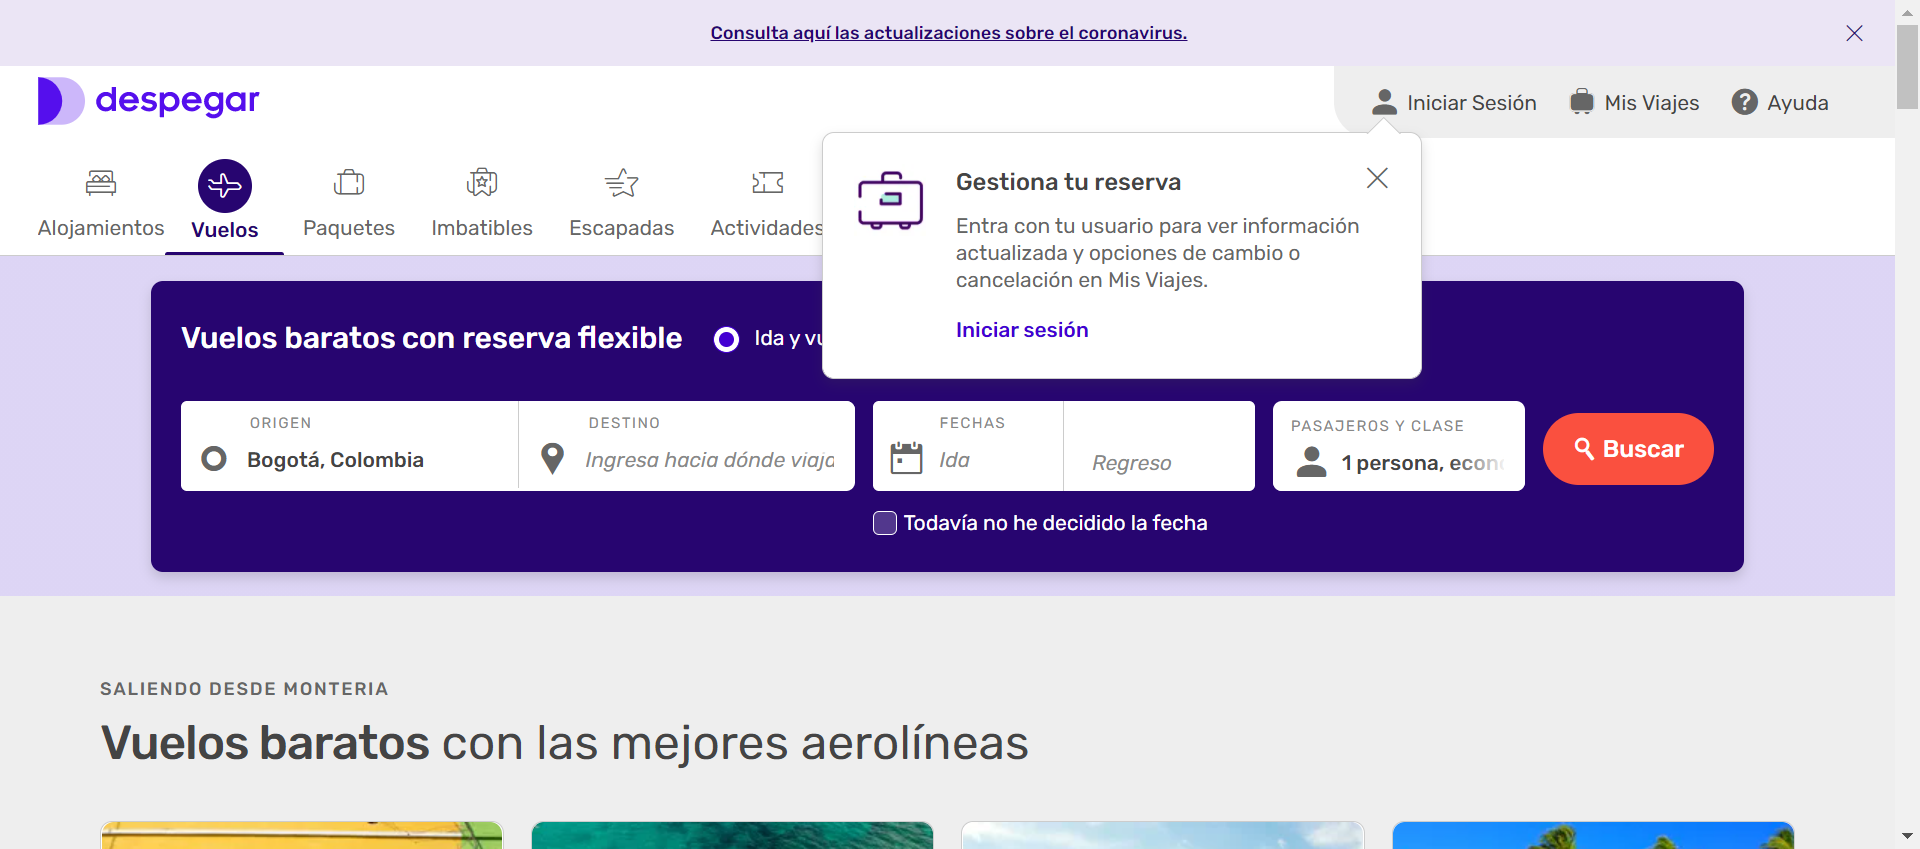 Consulta aquí las actualizaciones sobre el coronavirus.
despegar
Iniciar Sesión
Mis Viajes
Ayuda
Alojamientos
Vuelos
Paquetes
Imbatibles
Escapadas
Actividades
Gestiona tu reserva
Entra con tu usuario para ver información
actualizada y opciones de cambio o
cancelación en Mis Viajes.
Iniciar sesión
Vuelos baratos con reserva flexible
Ida y vu
ORIGEN
Bogotá, Colombia
DESTINO
Ingresa hacia dónde viaja
FECHAS
Ida
Regreso
PASAJEROS Y CLASE
1 persona, econo
Buscar
Todavía no he decidido la fecha
SALIENDO DESDE MONTERIA
Vuelos baratos con las mejores aerolíneas